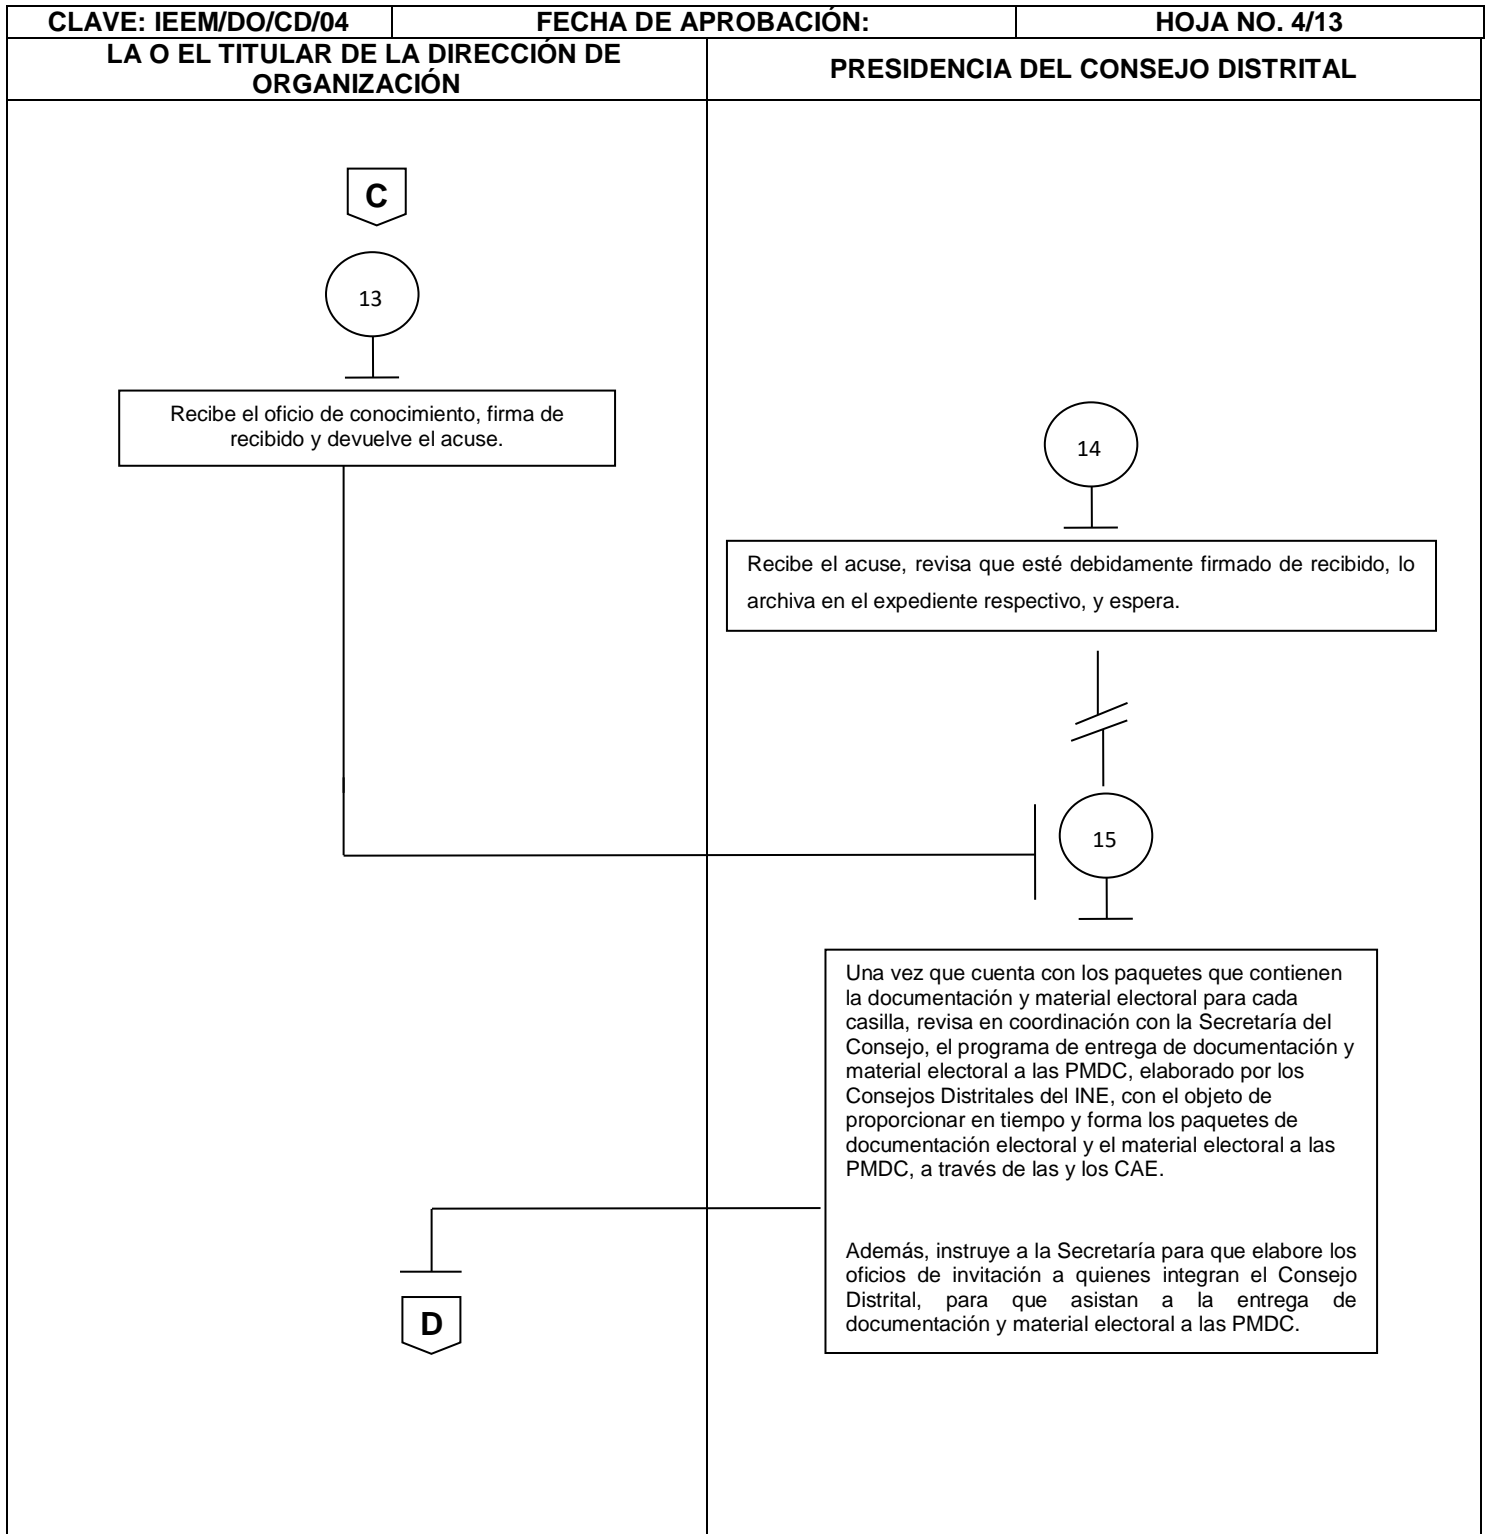 CLAVE: IEEM/DO/CD/04 FECHA DE APROBACIÓN: HOJA NO. 4/13
LA O EL TITULAR DE LA DIRECCIÓN DE
ORGANIZACIÓN
PRESIDENCIA DEL CONSEJO DISTRITAL
C
13
Recibe el oficio de conocimiento, firma de
recibido y devuelve el acuse.
14
Recibe el acuse, revisa que esté debidamente firmado de recibido, lo
archiva en el expediente respectivo, y espera.
15
Una vez que cuenta con los paquetes que contienen
la documentación y material electoral para cada
casilla, revisa en coordinación con la Secretaría del
Consejo, el programa de entrega de documentación y
material electoral a las PMDC, elaborado por los
Consejos Distritales del INE, con el objeto de
proporcionar en tiempo y forma los paquetes de
documentación electoral y el material electoral a las
PMDC, a través de las y los CAE.
Además, instruye a la Secretaría para que elabore los
oficios de invitación a quienes integran el Consejo
Distrital, para que asistan a la entrega de
documentación y material electoral a las PMDC.
D